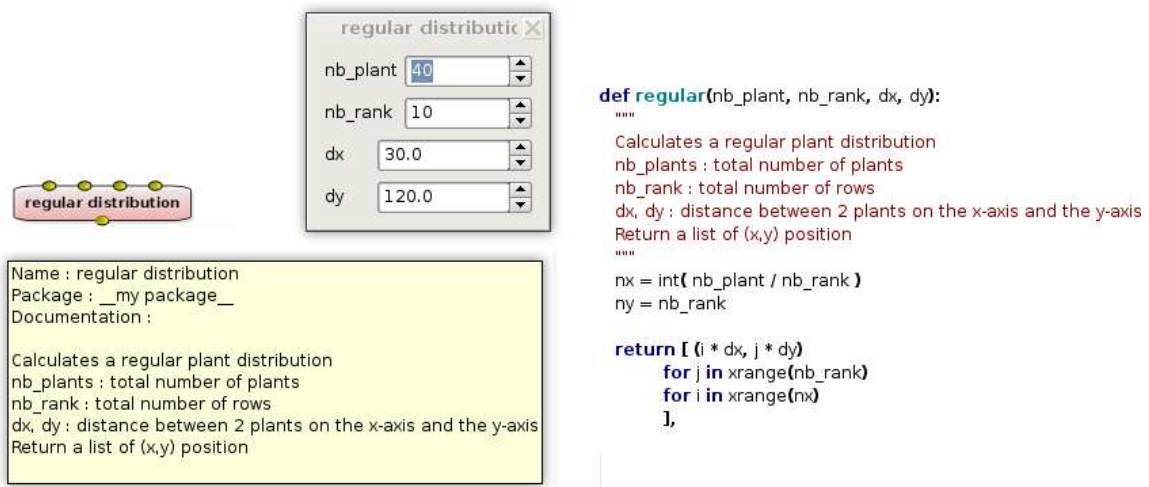 regular distribution
Name : regular distribution
Package : __my package__
Documentation :
Calculates a regular plant distribution
nb_plants : total number of plants
nb_rank : total number of rows
dx, dy : distance between 2 plants on the x-axis and the y-axis
Return a list of (x,y) position
regular distributic
nb_plant 40
nb_rank 10
dx 30.0
dy 120.0
def regular(nb_plant, nb_rank, dx, dy):
"""
Calculates a regular plant distribution
nb_plants : total number of plants
nb_rank : total number of rows
dx, dy : distance between 2 plants on the x-axis and the y-axis
Return a list of (x,y) position
"""
nx = int( nb_plant / nb_rank )
ny = nb_rank
return [ (i * dx, j * dy)
for j in xrange(nb_rank)
for i in xrange(nx)
],